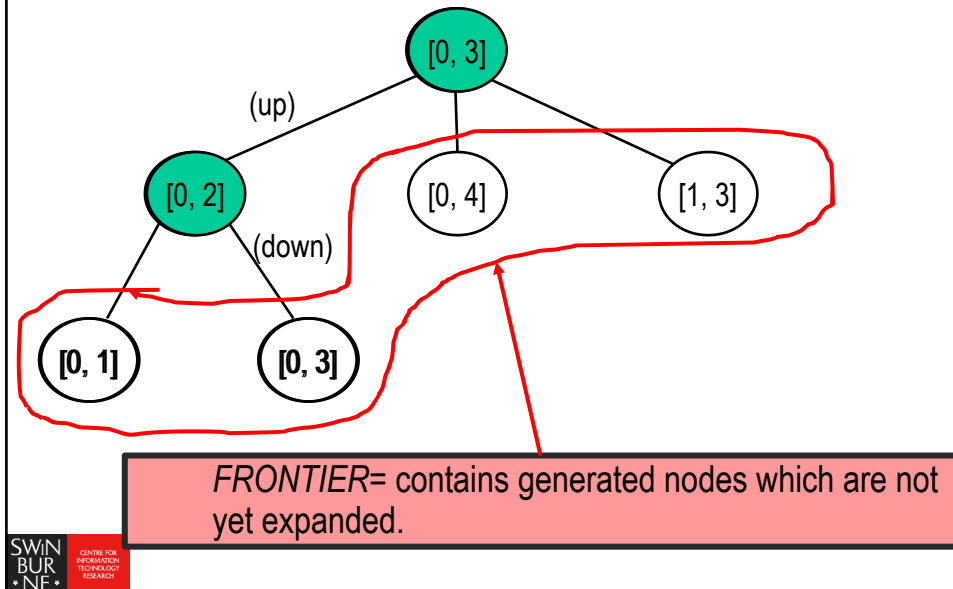 [0, 3]
(up)
[0, 2]
[0, 4]
[1, 3]
(down)
[0, 1]
[0, 3]
FRONTIER= contains generated nodes which are not
yet expanded.
SWIN
BUR
* NE *
CENTRE FOR
INFORMATION
TECHNOLOGY
RESEARCH